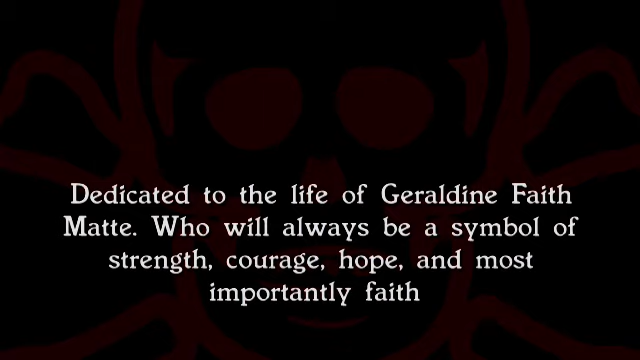 Dedicated to the life of Geraldine Faith
Matte. Who will always be a symbol of
strength, courage, hope, and most
importantly faith